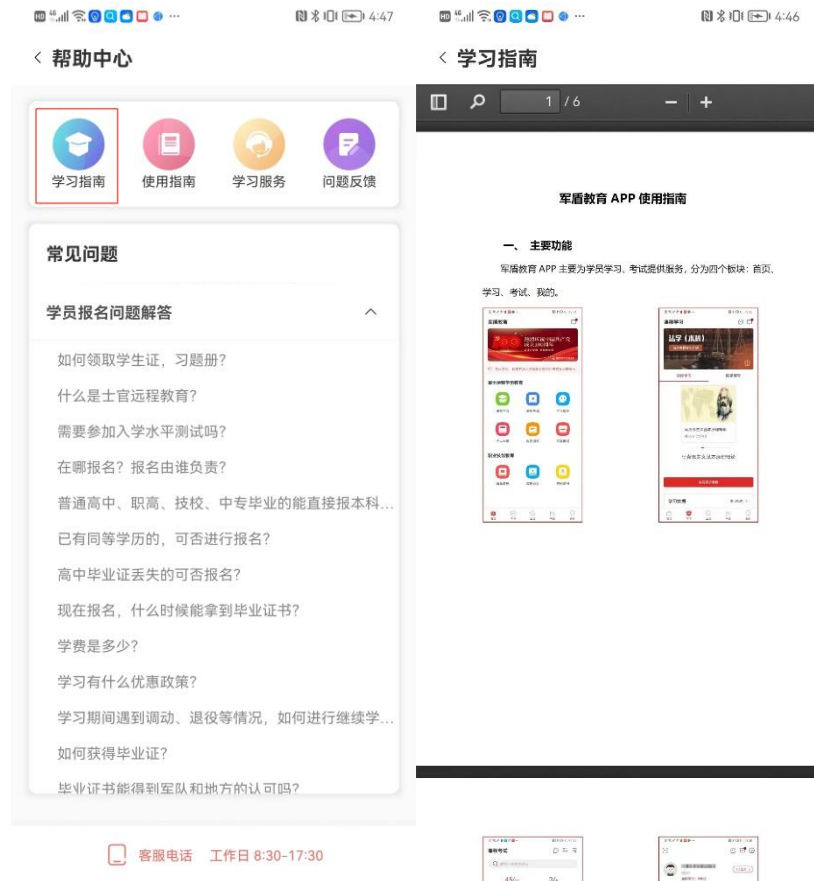 4:47
帮助中心
学习指南
使用指南
学习服务
问题反馈
常见问题
学员报名问题解答
如何领取学生证，习题册？
什么是士官远程教育？
需要参加入学水平测试吗？
在哪报名？报名由谁负责？
普通高中、职高、技校、中专毕业的能直接报本科...
已有同等学历的，可否进行报名？
高中毕业证丢失的可否报名？
现在报名，什么时候能拿到毕业证书？
学费是多少？
学习有什么优惠政策？
学习期间遇到调动、退役等情况，如何进行继续学...
如何获得毕业证？
毕业证书能得到军队和地方的认可吗？
客服电话 工作日 8:30-17:30
4:46
学习指南
1 / 6
军盾教育 APP 使用指南
一、 主要功能
军盾教育 APP 主要为学员学习、考试提供服务，分为四个板块：首页、
学习、考试、我的。
法学（本科）